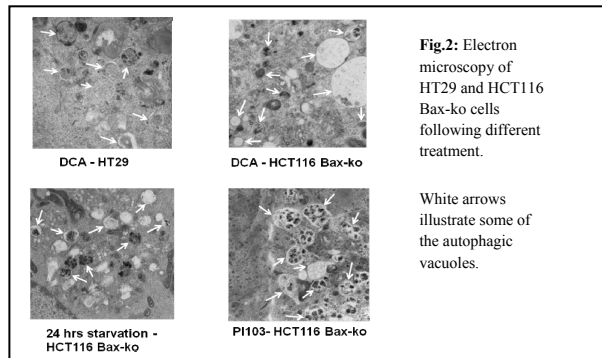 DCA - HT29
DCA - HCT116 Bax-ko
24 hrs starvation -
HCT116 Bax-ko
PI103- HCT116 Bax-ko
Fig.2: Electron
microscopy of
HT29 and HCT116
Bax-ko cells
following different
treatment.
White arrows
illustrate some of
the autophagic
vacuoles.